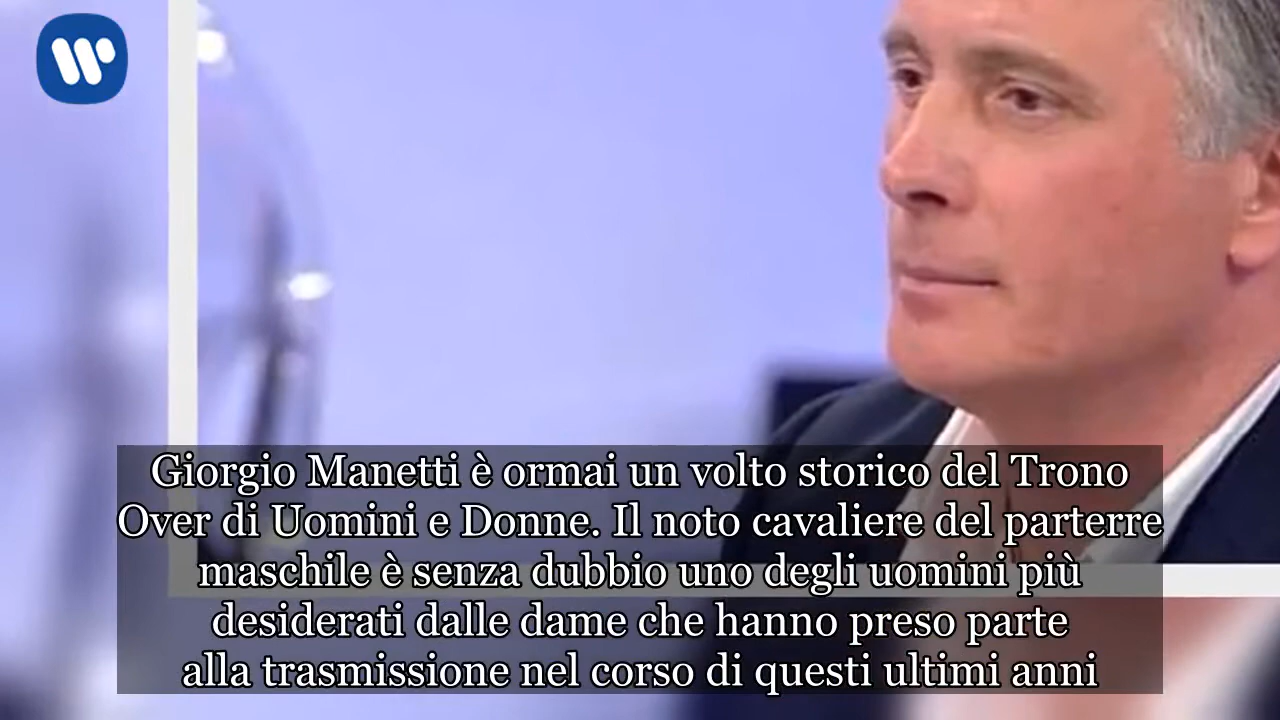 Giorgio Manetti è ormai un volto storico del Trono
Over di Uomini e Donne. Il noto cavaliere del parterre
maschile è senza dubbio uno degli uomini più
desiderati dalle dame che hanno preso parte
alla trasmissione nel corso di questi ultimi anni